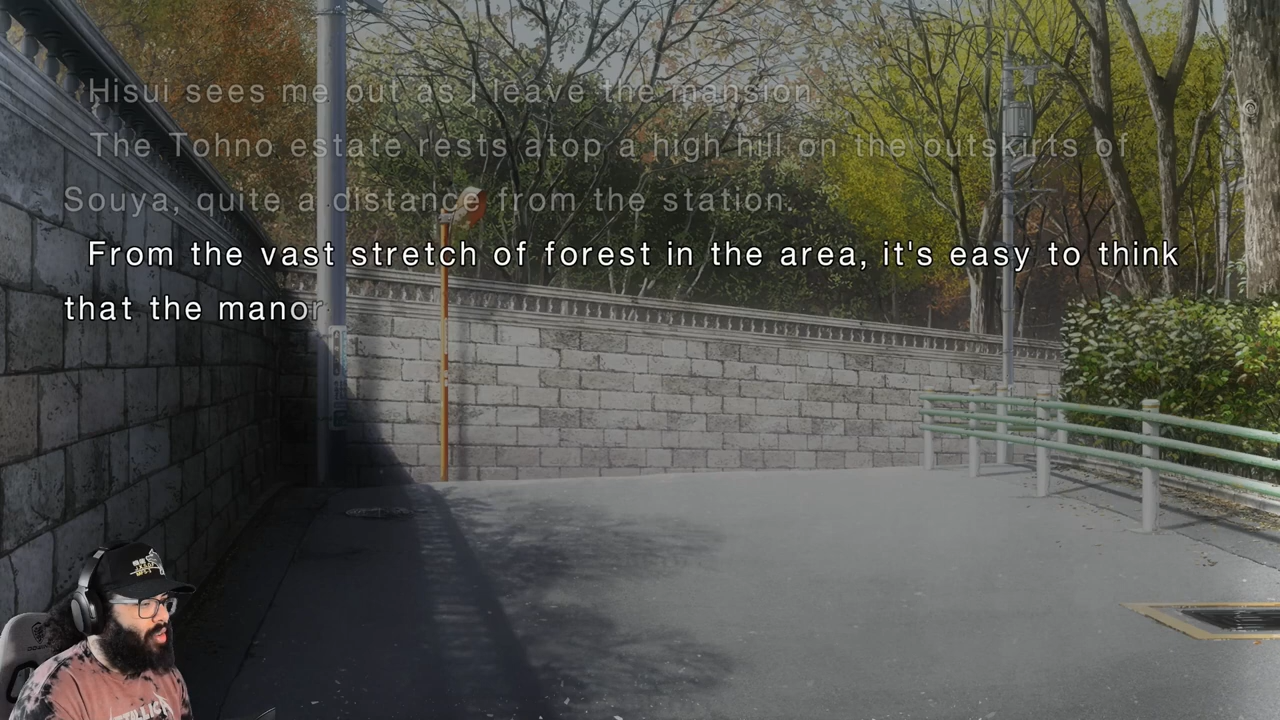 Hisui sees me out as I leave the mansion.
The Tohno estate rests atop a high hill on the outskirts of
Souya, quite a distance from the station.
From the vast stretch of forest in the area, it's easy to think
that the manor